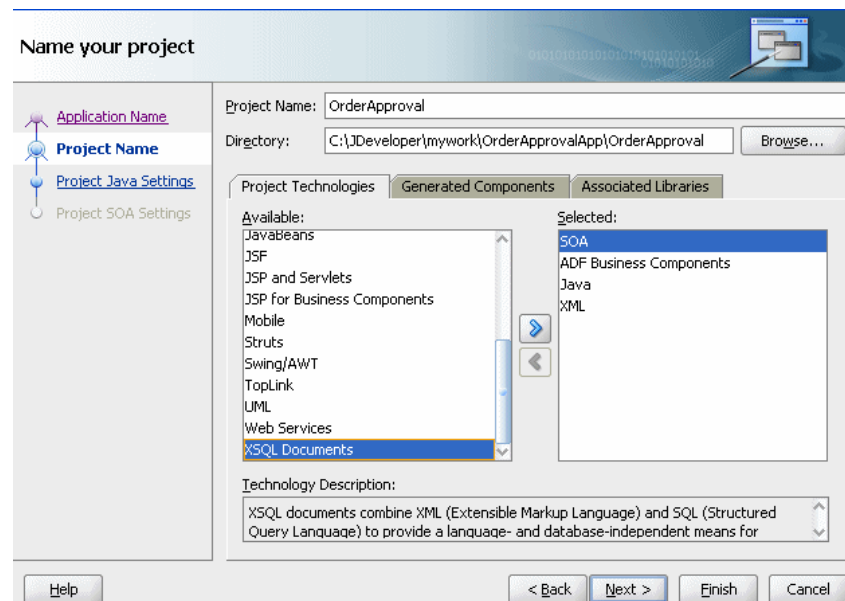 Name your project
Application Name
Project Name
Project Java Settings
Project SOA Settings
Project Name: OrderApproval
Directory: C:\JDeveloper\mywork\OrderApprovalApp\OrderApproval Browse...
Project Technologies Generated Components Associated Libraries
Available:
JavaBeans
JSF
JSP and Servlets
JSP for Business Components
Mobile
Struts
Swing/AWT
TopLink
UML
Web Services
XSQL Documents
Selected:
SOA
ADF Business Components
Java
XML
Technology Description:
XSQL documents combine XML (Extensible Markup Language) and SQL (Structured
Query Language) to provide a language- and database-independent means for
Help < Back Next > Finish Cancel